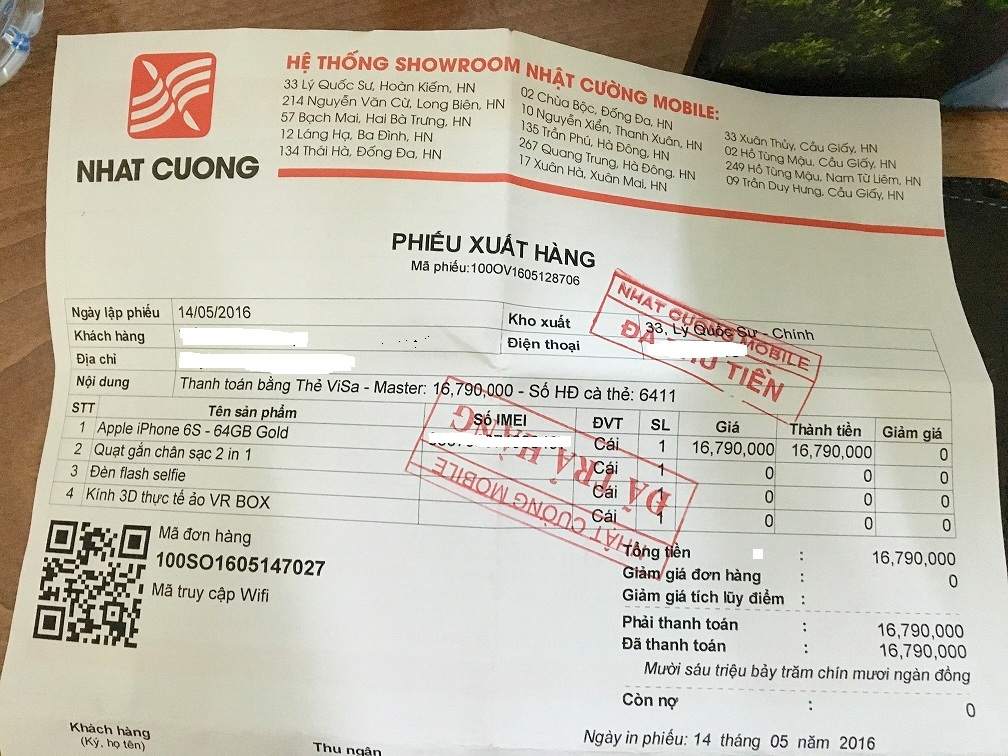 NHAT CUONG
HỆ THỐNG SHOWROOM NHẬT CƯỜNG MOBILE:
33 Lý Quốc Sư, Hoàn Kiếm, HN
214 Nguyễn Văn Cừ, Long Biên, HN
57 Bạch Mai, Hai Bà Trưng, HN
12 Láng Hạ, Ba Đình, HN
134 Thái Hà, Đống Đa, HN
02 Chùa Bộc, Đống Đa, HN
10 Nguyễn Xiển, Thanh Xuân, HN
135 Trần Phú, Hà Đông, HN
267 Quang Trung, Hà Đông, HN
17 Xuân Hà, Xuân Mai, HN
33 Xuân Thủy, Cầu Giấy, HN
02 Hồ Tùng Mậu, Cầu Giấy, HN
249 Hồ Tùng Mậu, Nam Từ Liêm, HN
09 Trần Duy Hưng, Cầu Giấy, HN
PHIẾU XUẤT HÀNG
Mã phiếu:100OV1605128706
Ngày lập phiếu 14/05/2016 Kho xuất 33, Lý Quốc Sư - Chính
Khách hàng Điện thoại
Địa chỉ
Nội dung Thanh toán bằng Thẻ ViSa - Master: 16,790,000 - Số HĐ cà thẻ: 6411
NHAT CUONG MOBILE
ĐÃ THU TIỀN
STT Tên sản phẩm Số IMEI ĐVT SL Giá Thành tiền Giảm giá
1 Apple iPhone 6S - 64GB Gold Cái 1 16,790,000 16,790,000 0
2 Quạt gắn chân sạc 2 in 1 Cái 1 0 0 0
3 Đèn flash selfie Cái 1 0 0 0
4 Kính 3D thực tế ảo VR BOX Cái 1 0 0 0
NHẬT CƯỜNG MOBILE
ĐÃ TRẢ HÀNG
Mã đơn hàng
100SO1605147027
Mã truy cập Wifi
Tổng tiền : 16,790,000
Giảm giá đơn hàng : 0
Giảm giá tích lũy điểm :
Phải thanh toán : 16,790,000
Đã thanh toán : 16,790,000
Mười sáu triệu bảy trăm chín mươi ngàn đồng
Còn nợ : 0
Ngày in phiếu: 14 tháng 05 năm 2016
Khách hàng
(Ký, họ tên)
Thu ngân